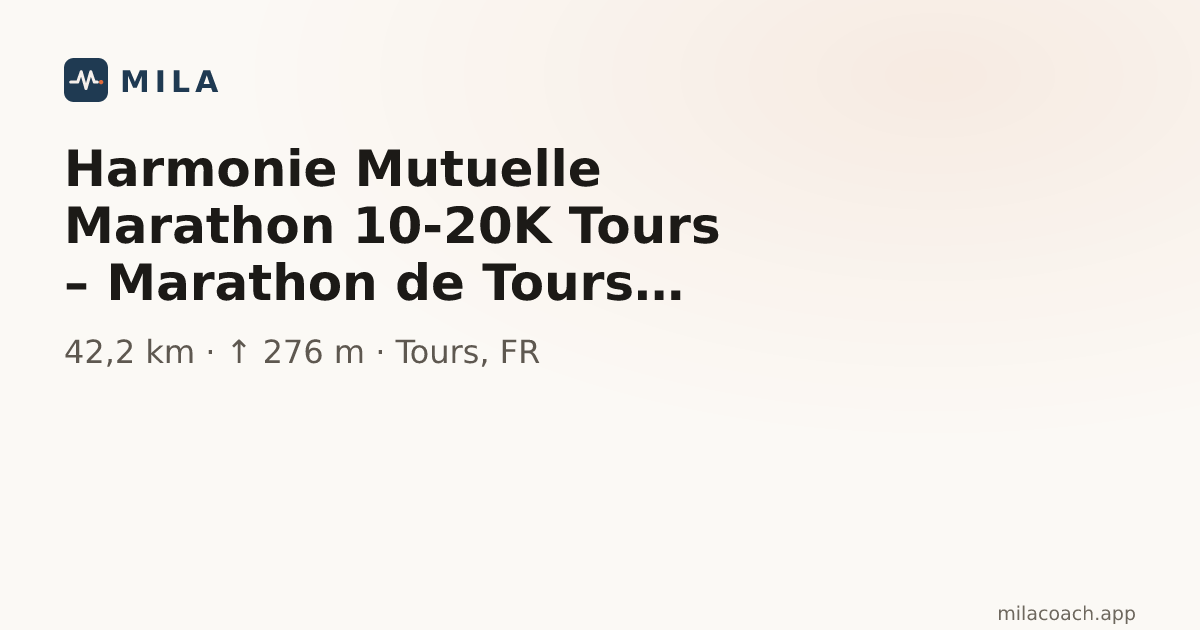 MILA
Harmonie Mutuelle
Marathon 10-20K Tours
– Marathon de Tours…
42,2 km · ↑ 276 m · Tours, FR
milacoach.app